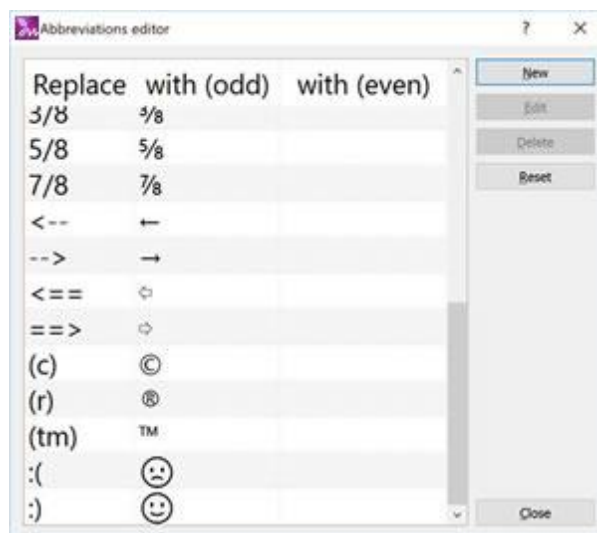 Abbreviations editor ? ×
Replace with (odd) with (even)
3/8 ⅜
5/8 ⅝
7/8 ⅞
<-- ←
--> →
<== ⇦
==> ⇨
(c) ©
(r) ®
(tm) ™
:( ☹
:) ☺
New
Edit
Delete
Reset
Close